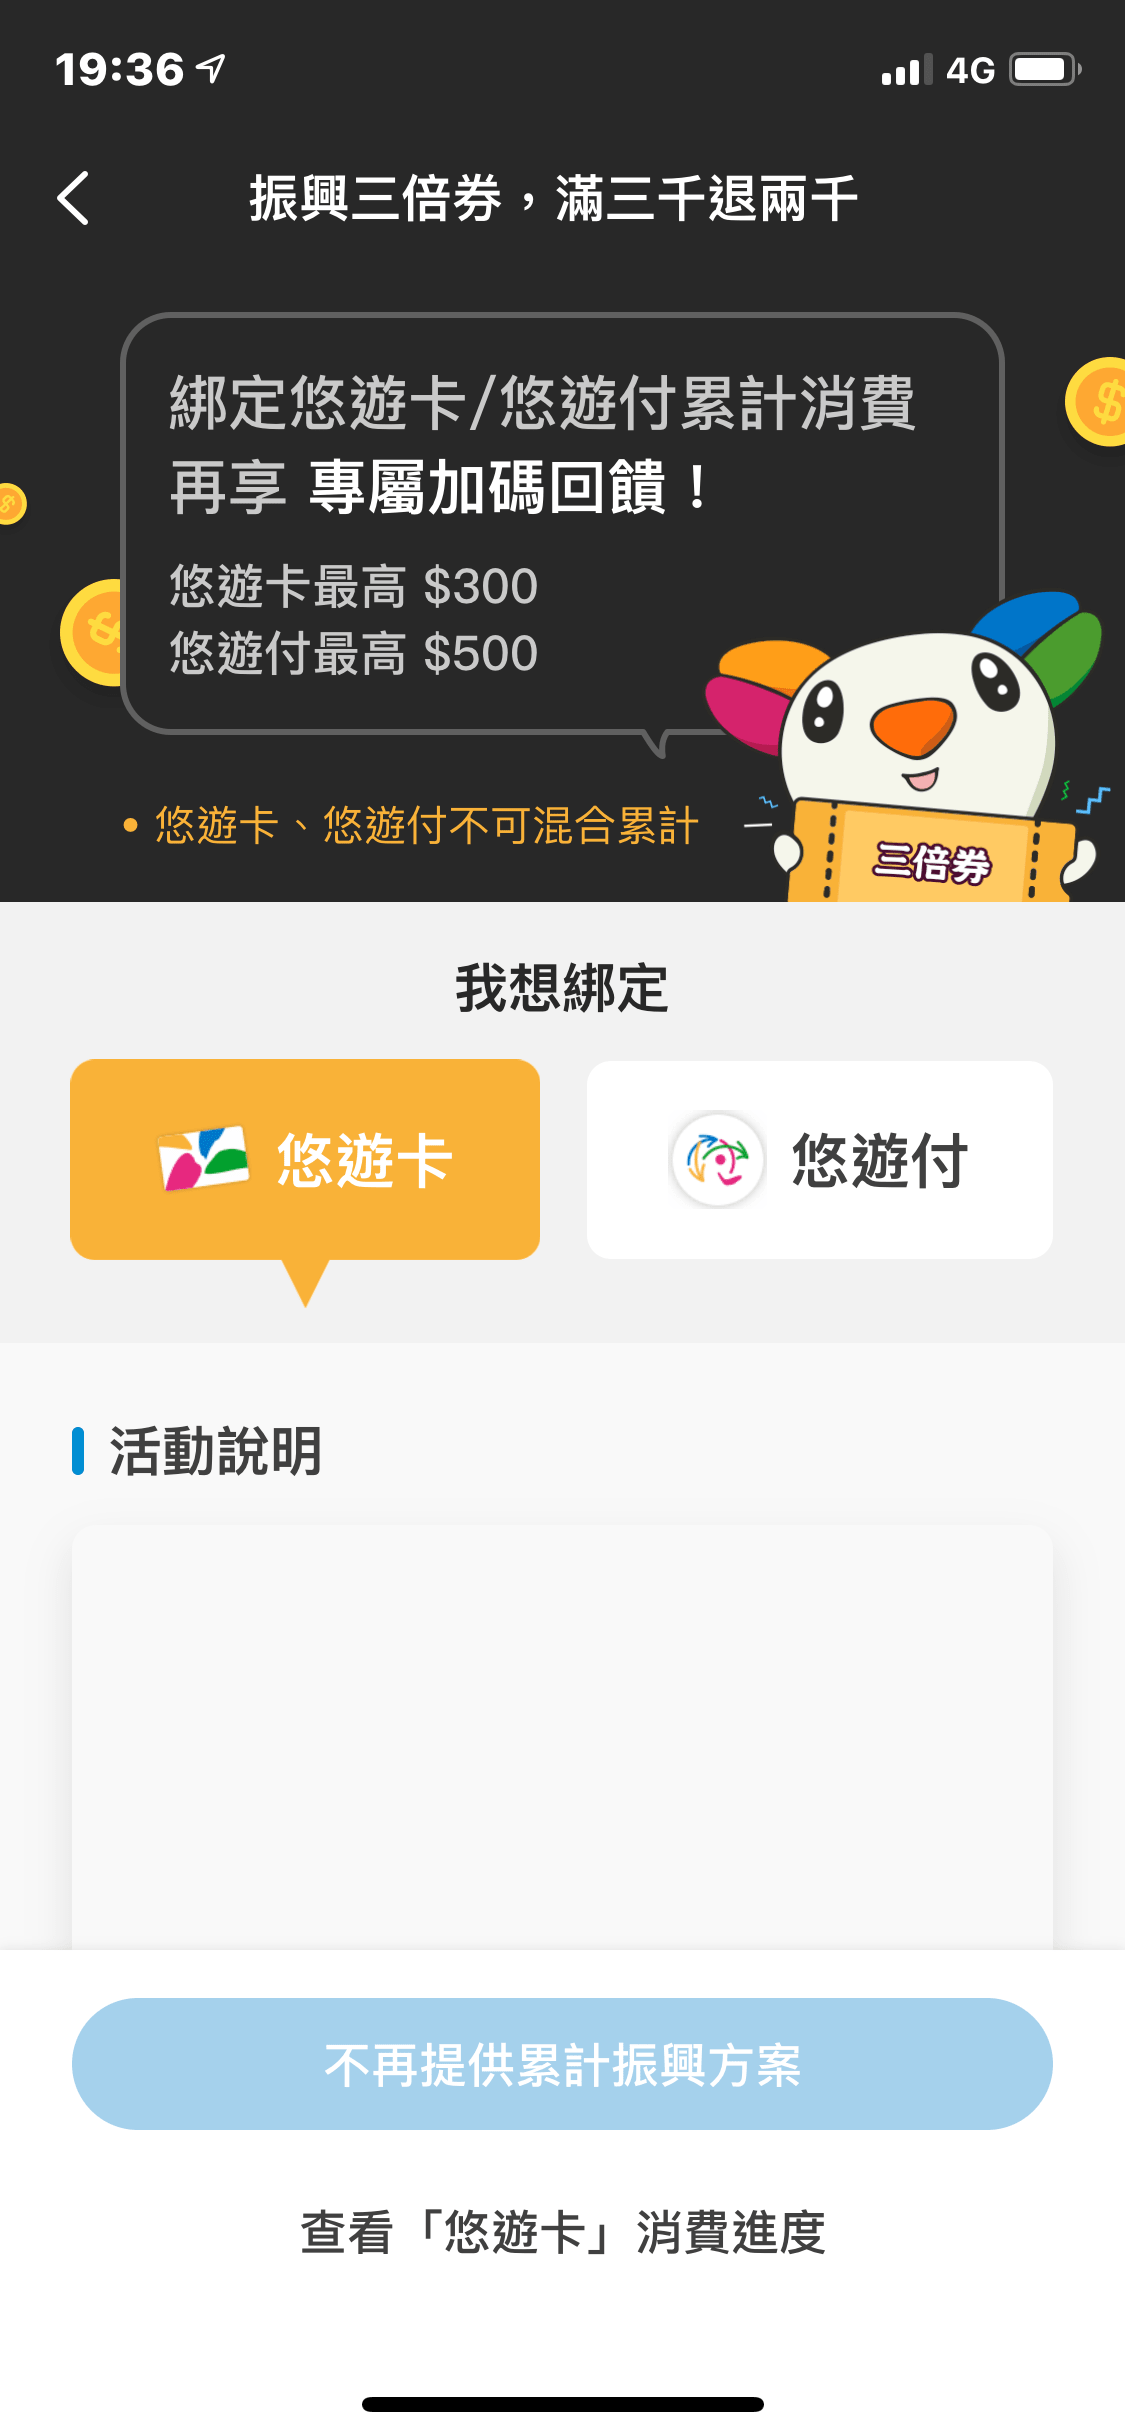 19:36
4G
振興三倍券，滿三千退兩千
綁定悠遊卡/悠遊付累計消費
再享 專屬加碼回饋！
悠遊卡最高 $300
悠遊付最高 $500
• 悠遊卡、悠遊付不可混合累計
三倍券
我想綁定
悠遊卡
悠遊付
活動說明
不再提供累計振興方案
查看「悠遊卡」消費進度